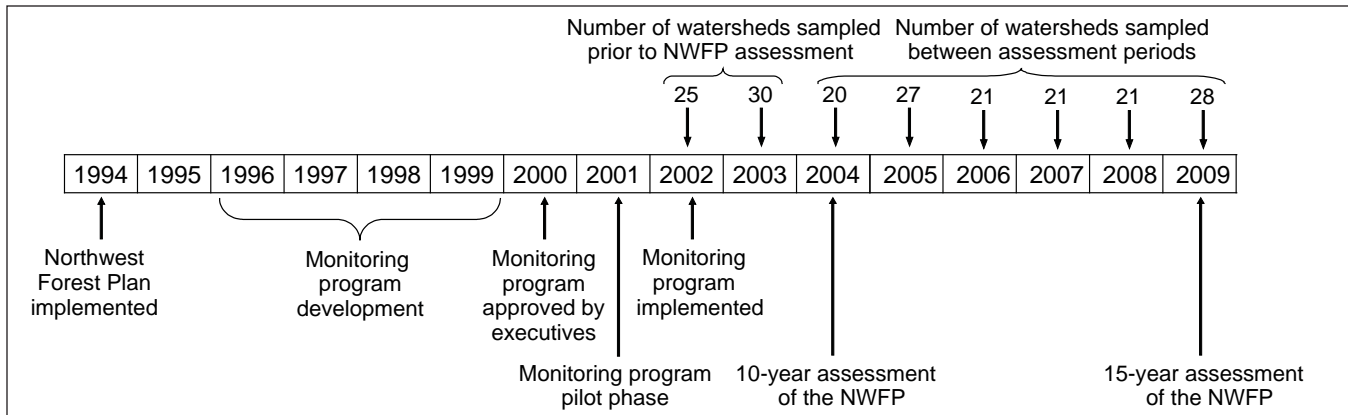 Number of watersheds sampled
prior to NWFP assessment
Number of watersheds sampled
between assessment periods
25 30 20 27 21 21 21 28
1994 1995 1996 1997 1998 1999 2000 2001 2002 2003 2004 2005 2006 2007 2008 2009
Northwest
Forest Plan
implemented
Monitoring
program
development
Monitoring
program
approved by
executives
Monitoring
program
implemented
Monitoring program
pilot phase
10-year assessment
of the NWFP
15-year assessment
of the NWFP